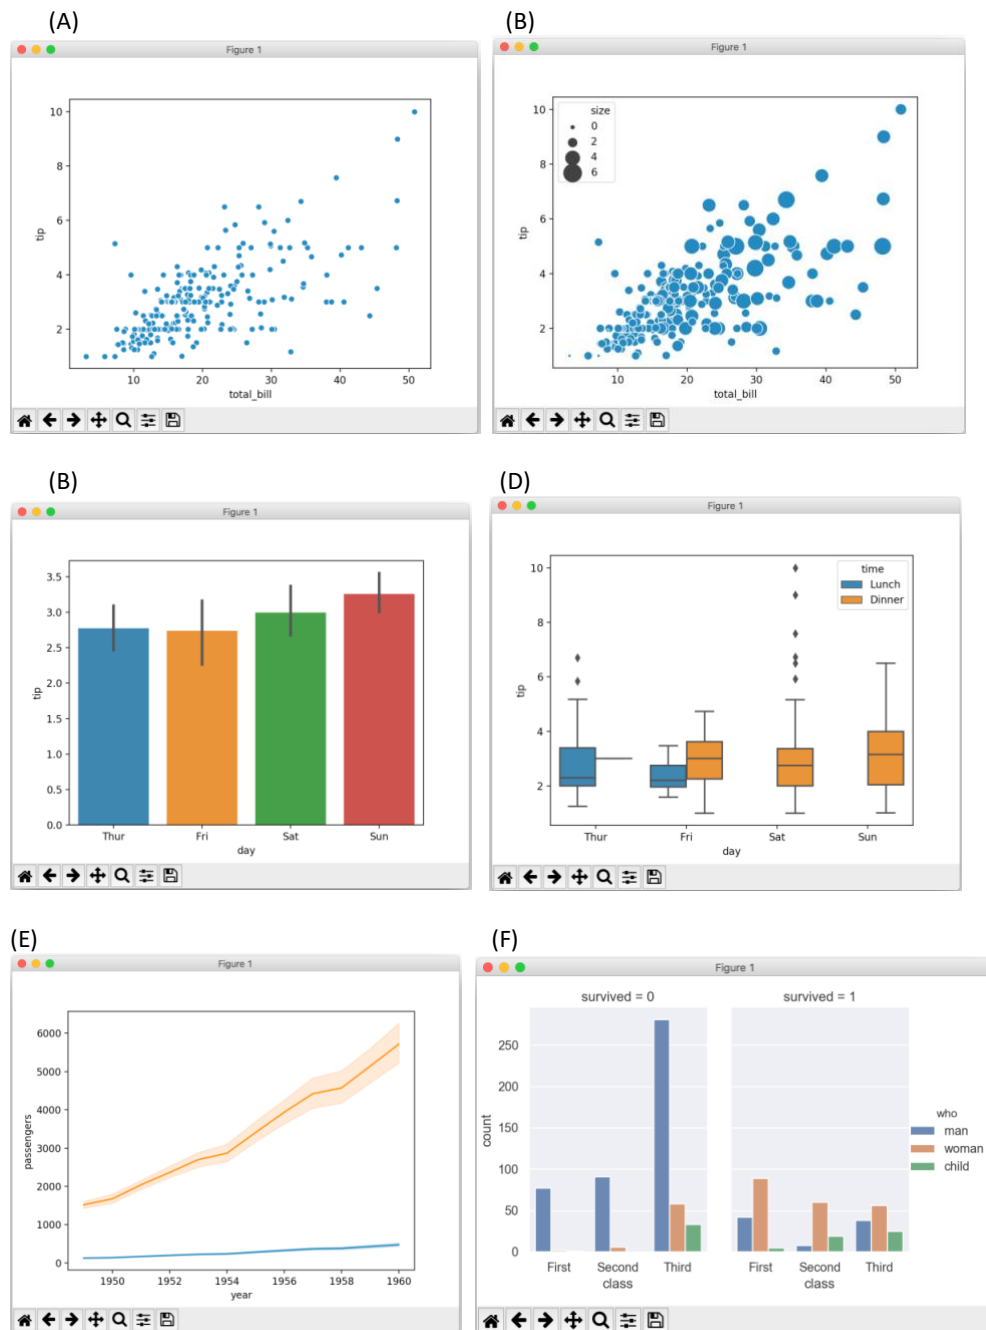 (A)
Figure 1
10
8
6
4
2
tip
10
20
30
40
50
total_bill
(B)
Figure 1
size
0
2
4
6
10
8
6
4
2
tip
10
20
30
40
50
total_bill
(B)
Figure 1
3.5
3.0
2.5
2.0
1.5
1.0
0.5
0.0
tip
Thur
Fri
Sat
Sun
day
(D)
Figure 1
time
Lunch
Dinner
10
8
6
4
2
tip
Thur
Fri
Sat
Sun
day
(E)
Figure 1
6000
5000
4000
3000
2000
1000
0
passengers
1950
1952
1954
1956
1958
1960
year
(F)
Figure 1
survived = 0
survived = 1
250
200
150
100
50
0
count
First
Second
Third
class
First
Second
Third
class
who
man
woman
child